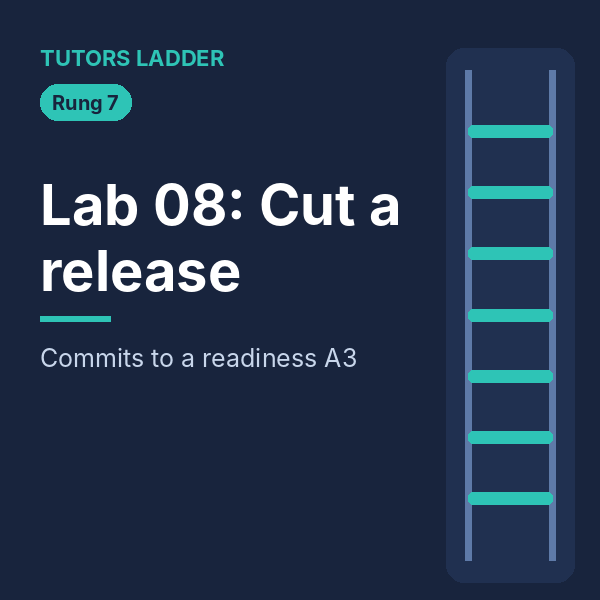 TUTORS LADDER
Rung 7
Lab 08: Cut a
release
Commits to a readiness A3